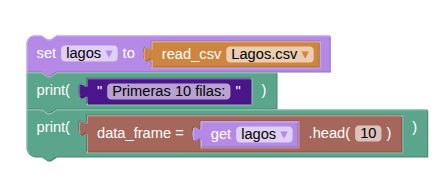 set lagos ▾ to read_csv Lagos.csv ▾
print( " Primeras 10 filas: " )
print( data_frame = get lagos ▾ .head( 10 ) )